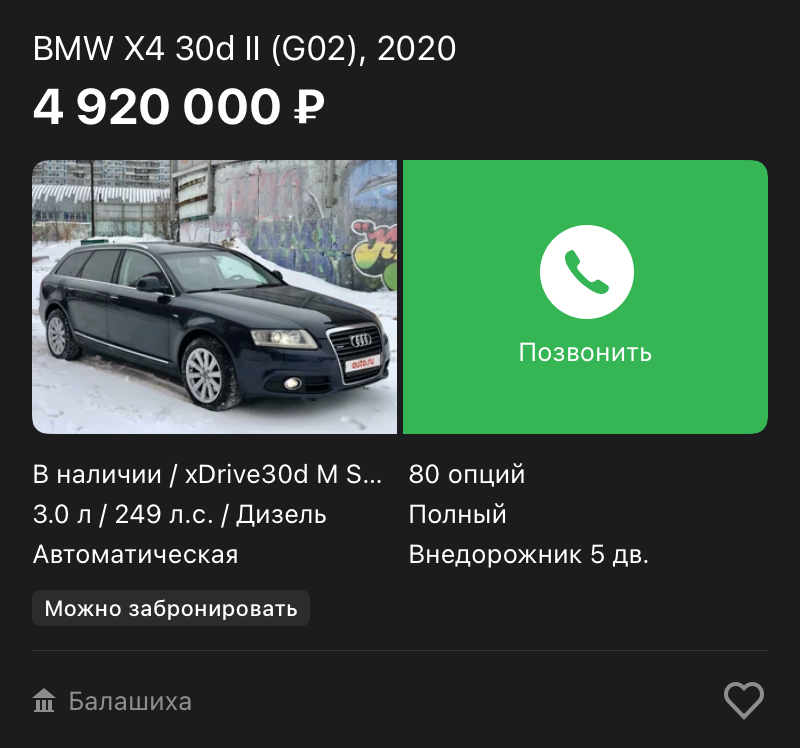 BMW X4 30d II (G02), 2020
4 920 000 ₽
auto.ru
Позвонить
В наличии / xDrive30d M S...
80 опций
3.0 л / 249 л.с. / Дизель
Полный
Автоматическая
Внедорожник 5 дв.
Можно забронировать
Балашиха